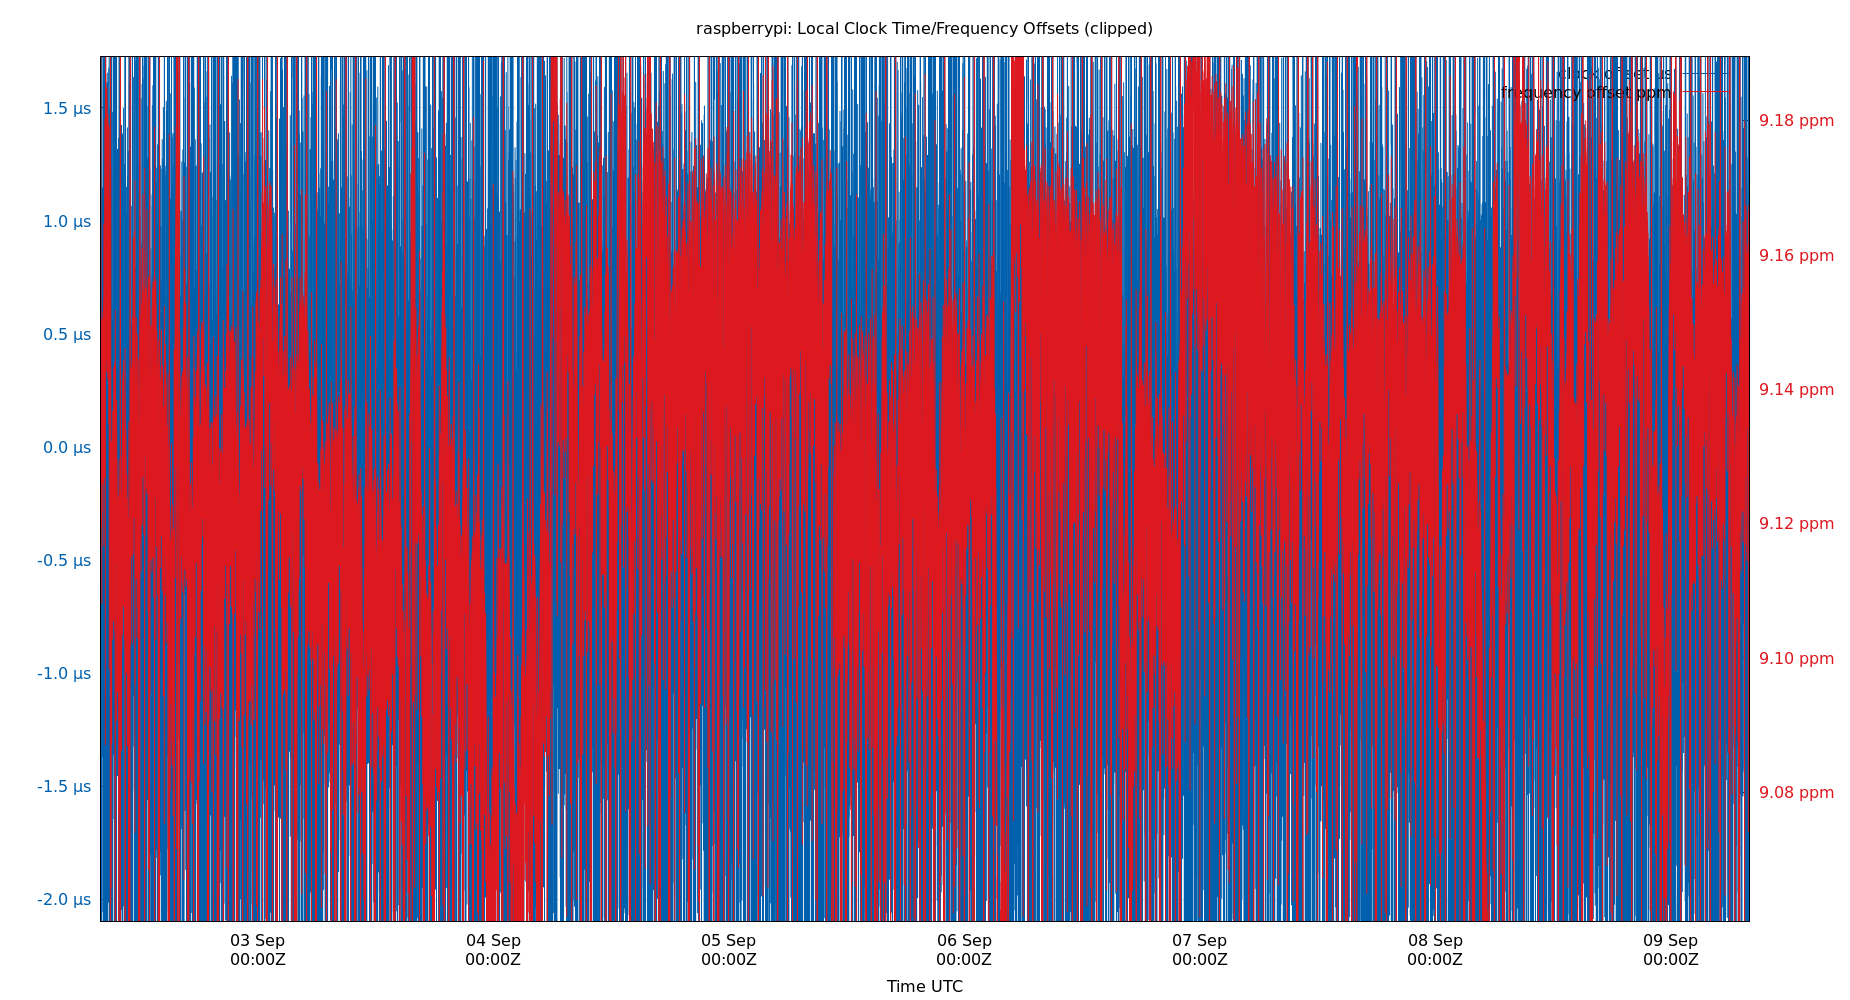 raspberrypi: Local Clock Time/Frequency Offsets (clipped)
clock offset µs
frequency offset ppm
1.5 µs
1.0 µs
0.5 µs
0.0 µs
-0.5 µs
-1.0 µs
-1.5 µs
-2.0 µs
9.18 ppm
9.16 ppm
9.14 ppm
9.12 ppm
9.10 ppm
9.08 ppm
03 Sep
00:00Z
04 Sep
00:00Z
05 Sep
00:00Z
06 Sep
00:00Z
07 Sep
00:00Z
08 Sep
00:00Z
09 Sep
00:00Z
Time UTC